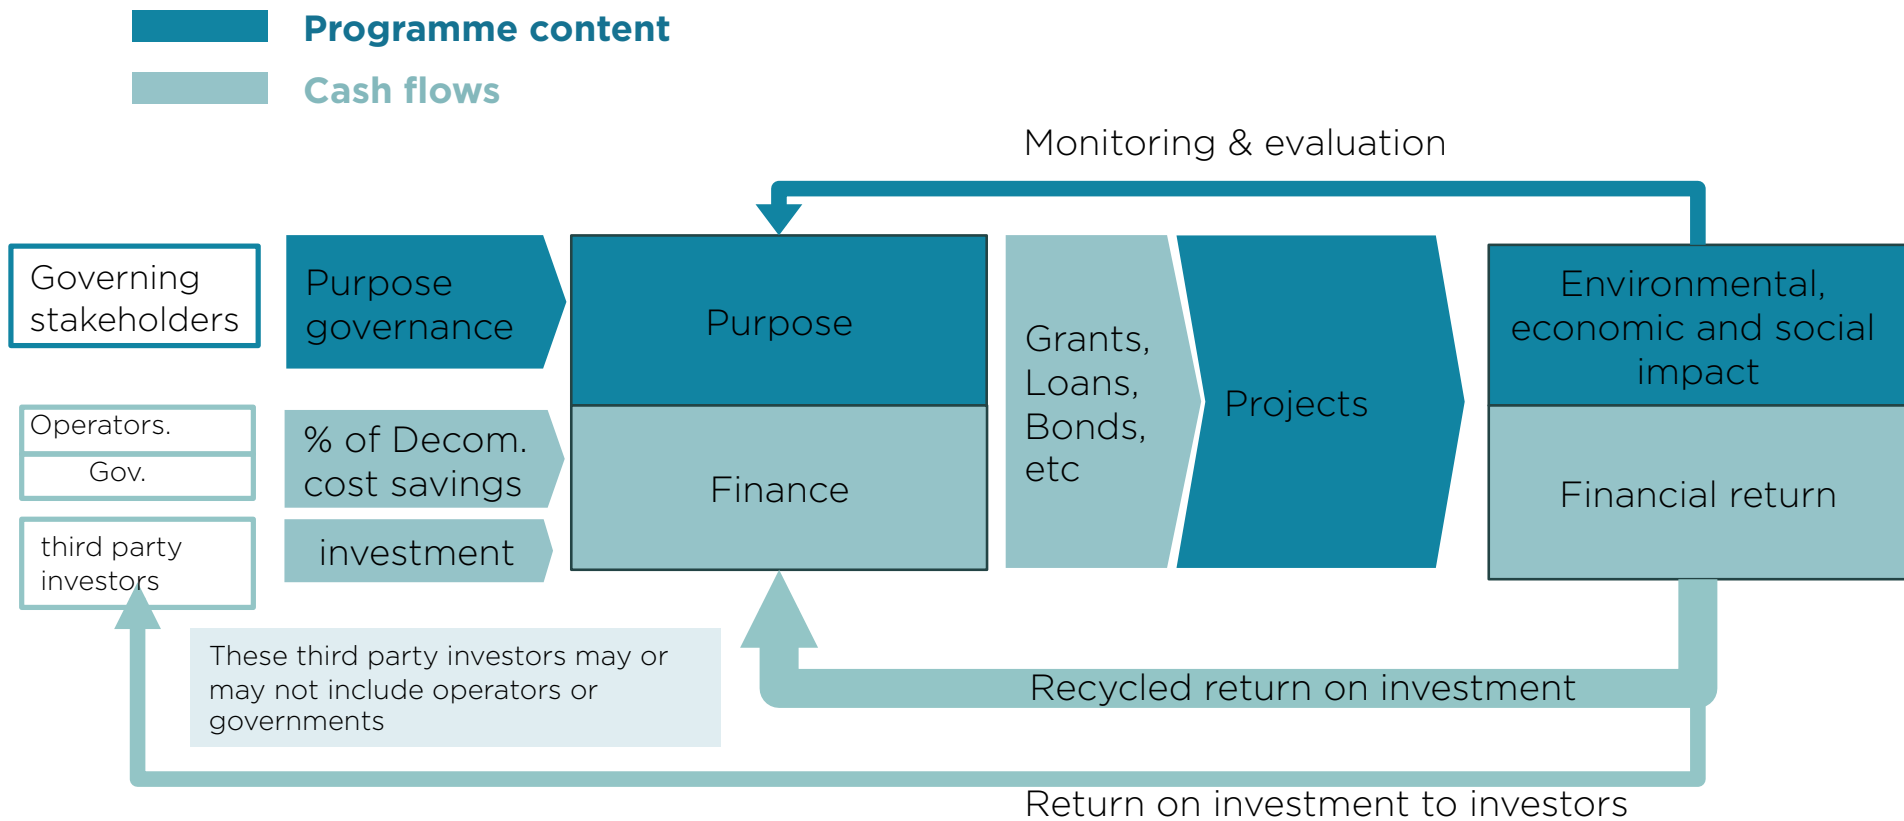 Programme content
Cash flows
Monitoring & evaluation
Governing
stakeholders
Purpose
governance
Purpose
Grants,
Loans,
Bonds,
etc
Projects
Environmental,
economic and social
impact
Operators.
Gov.
% of Decom.
cost savings
Finance
Financial return
third party
investors
investment
These third party investors may or
may not include operators or
governments
Recycled return on investment
Return on investment to investors